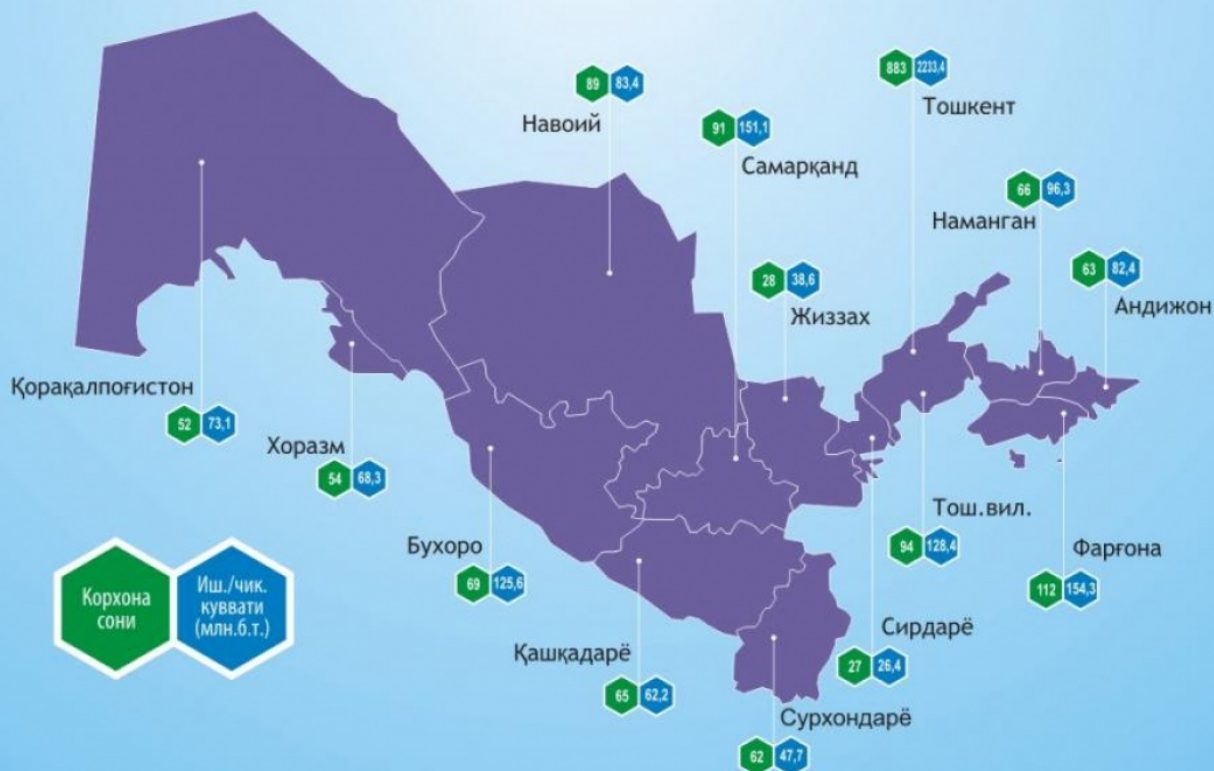 89 83,4
Навоий
91 151,1
Самарқанд
883 2233,4
Тошкент
66 96,3
Наманган
63 82,4
Андижон
28 38,6
Жиззах
Қорақалпоғистон
52 73,1
Хоразм
54 68,3
Бухоро
69 125,6
Қашқадарё
65 62,2
Сурхондарё
62 47,7
Сирдарё
27 26,4
Тош.вил.
94 128,4
Фарғона
112 154,3
Корхона
сони
Иш./чик.
куввати
(млн.б.т.)